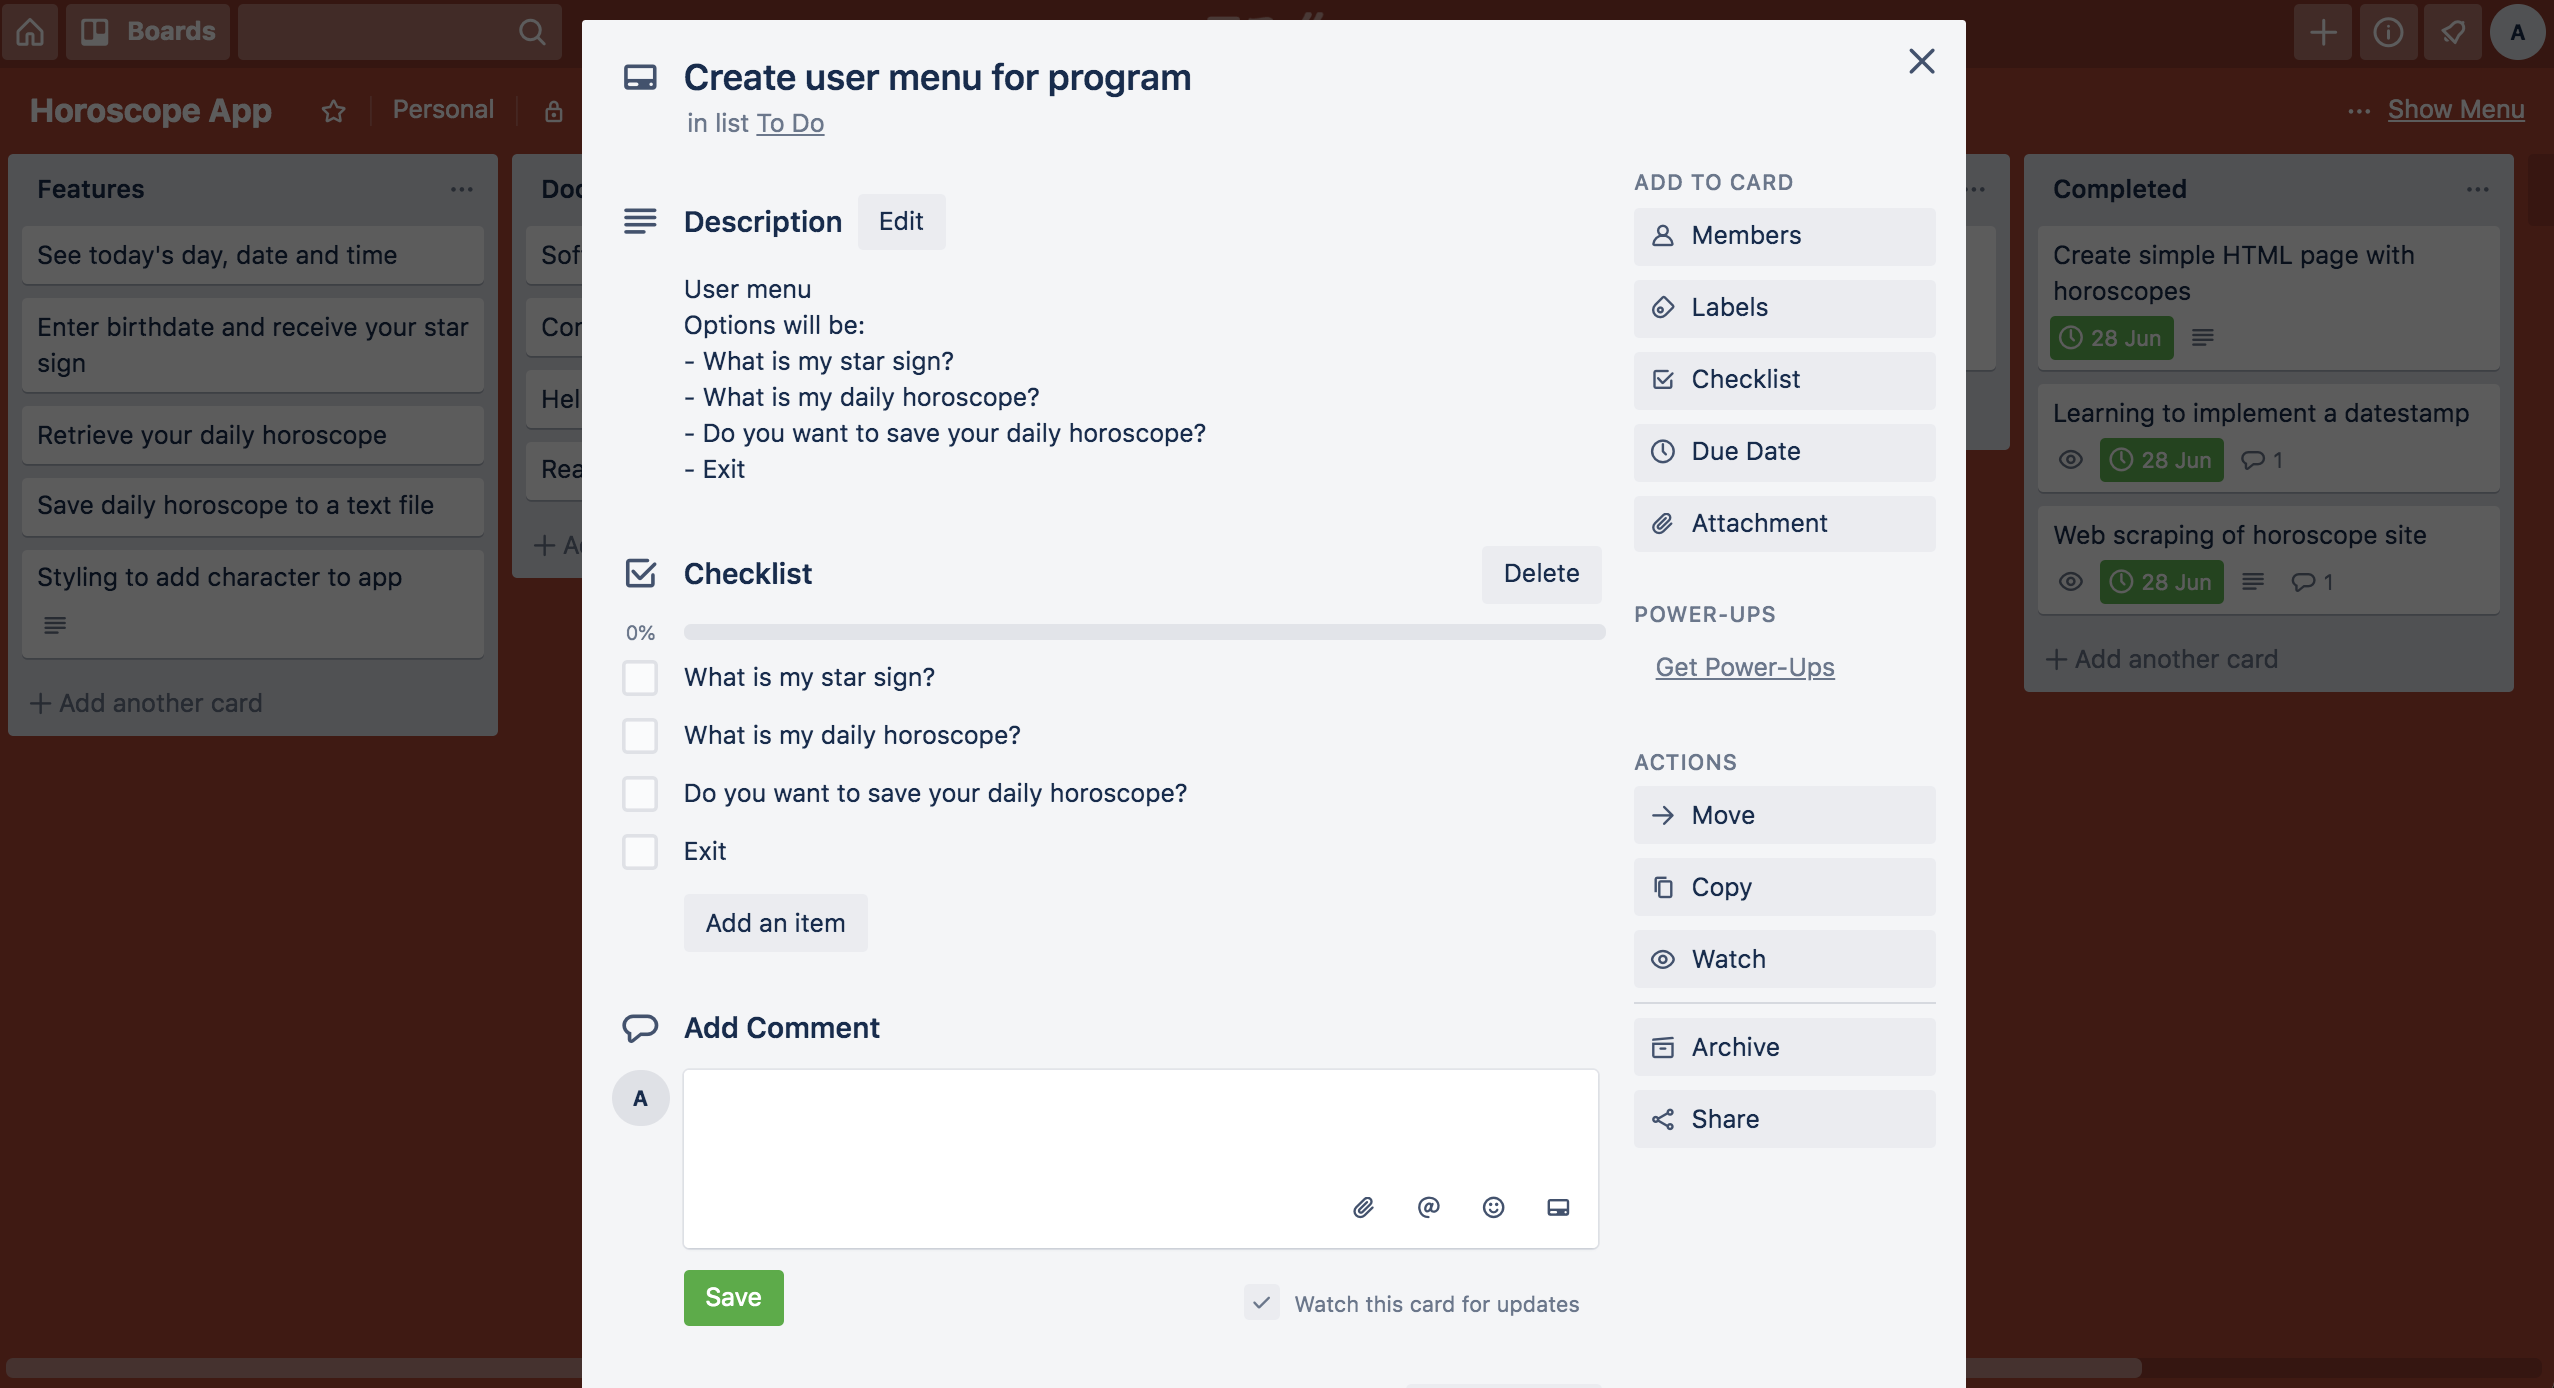 Boards
A
Horoscope App
Personal
Show Menu
Features
See today's day, date and time
Enter birthdate and receive your star
sign
Retrieve your daily horoscope
Save daily horoscope to a text file
Styling to add character to app
+ Add another card
Create user menu for program
in list To Do
Description
Edit
User menu
Options will be:
- What is my star sign?
- What is my daily horoscope?
- Do you want to save your daily horoscope?
- Exit
Checklist
Delete
0%
What is my star sign?
What is my daily horoscope?
Do you want to save your daily horoscope?
Exit
Add an item
Add Comment
A
@
Save
Watch this card for updates
ADD TO CARD
Members
Labels
Checklist
Due Date
Attachment
POWER-UPS
Get Power-Ups
ACTIONS
Move
Copy
Watch
Archive
Share
Completed
Create simple HTML page with
horoscopes
28 Jun
Learning to implement a datestamp
28 Jun
1
Web scraping of horoscope site
28 Jun
1
+ Add another card